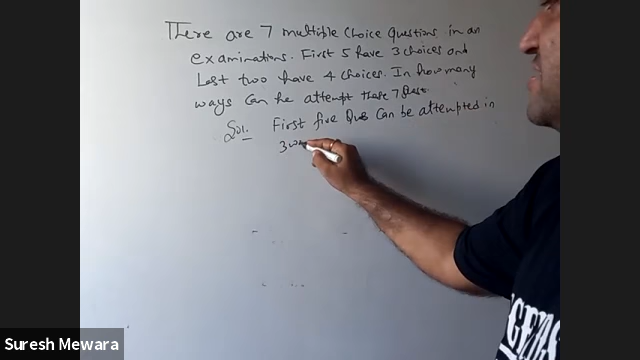 There are 7 multiple choice Questions in an
examinations. First 5 have 3 choices and
Last two have 4 choices. In how many
ways can he attempt these 7 Ques.
Sol. First five Ques can be attempted in
3 wa
Suresh Mewara